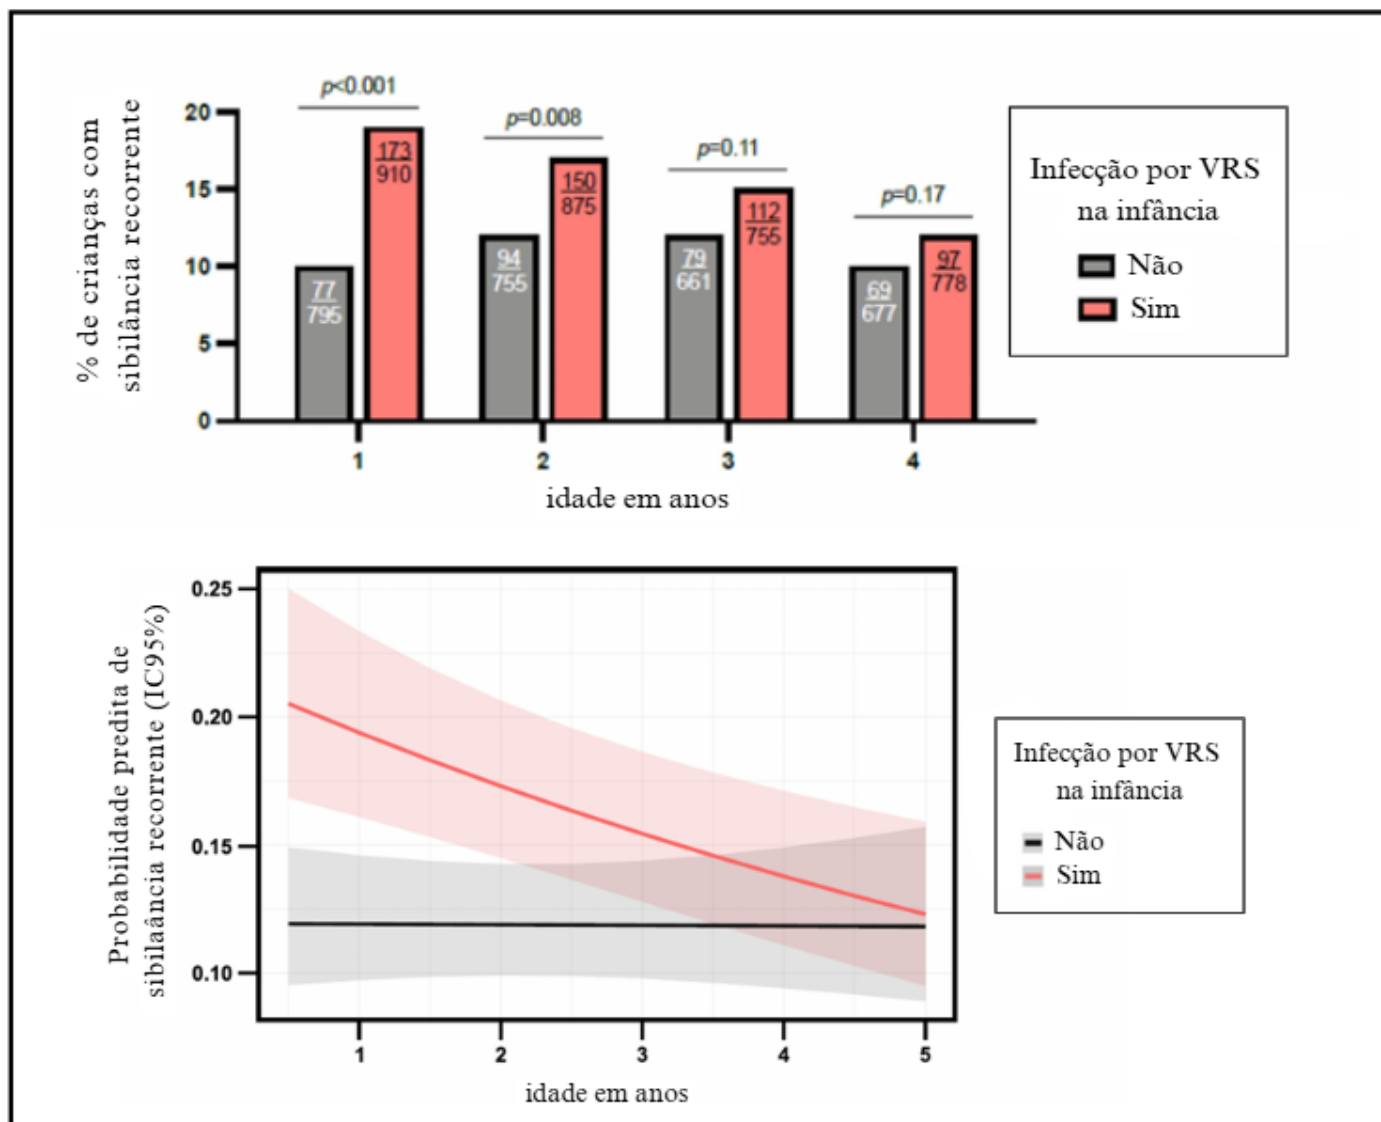 p<0.001
p=0.008
p=0.11
p=0.17
% de crianças com
sibilância recorrente
20
15
10
5
0
77
795
173
910
94
755
150
875
79
661
112
755
69
677
97
778
1
2
3
4
idade em anos
Infecção por VRS
na infância
Não
Sim
Probabilidade predita de
sibilaância recorrente (IC95%)
0.25
0.20
0.15
0.10
1
2
3
4
5
idade em anos
Infecção por VRS
na infância
Não
Sim